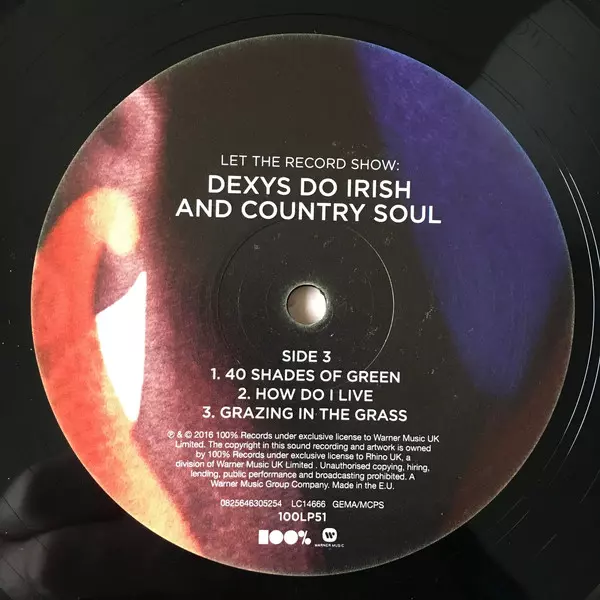 LET THE RECORD SHOW:
DEXYS DO IRISH
AND COUNTRY SOUL
SIDE 3
1. 40 SHADES OF GREEN
2. HOW DO I LIVE
3. GRAZING IN THE GRASS
℗ & © 2016 100% Records under exclusive license to Warner Music UK
Limited. The copyright in this sound recording and artwork is owned
by 100% Records under exclusive license to Rhino UK, a
division of Warner Music UK Limited . Unauthorised copying, hiring,
lending, public performance and broadcasting prohibited. A
Warner Music Group Company. Made in the E.U.
0825646305254 LC14666 GEMA/MCPS
100LP51
100%
WARNER MUSIC